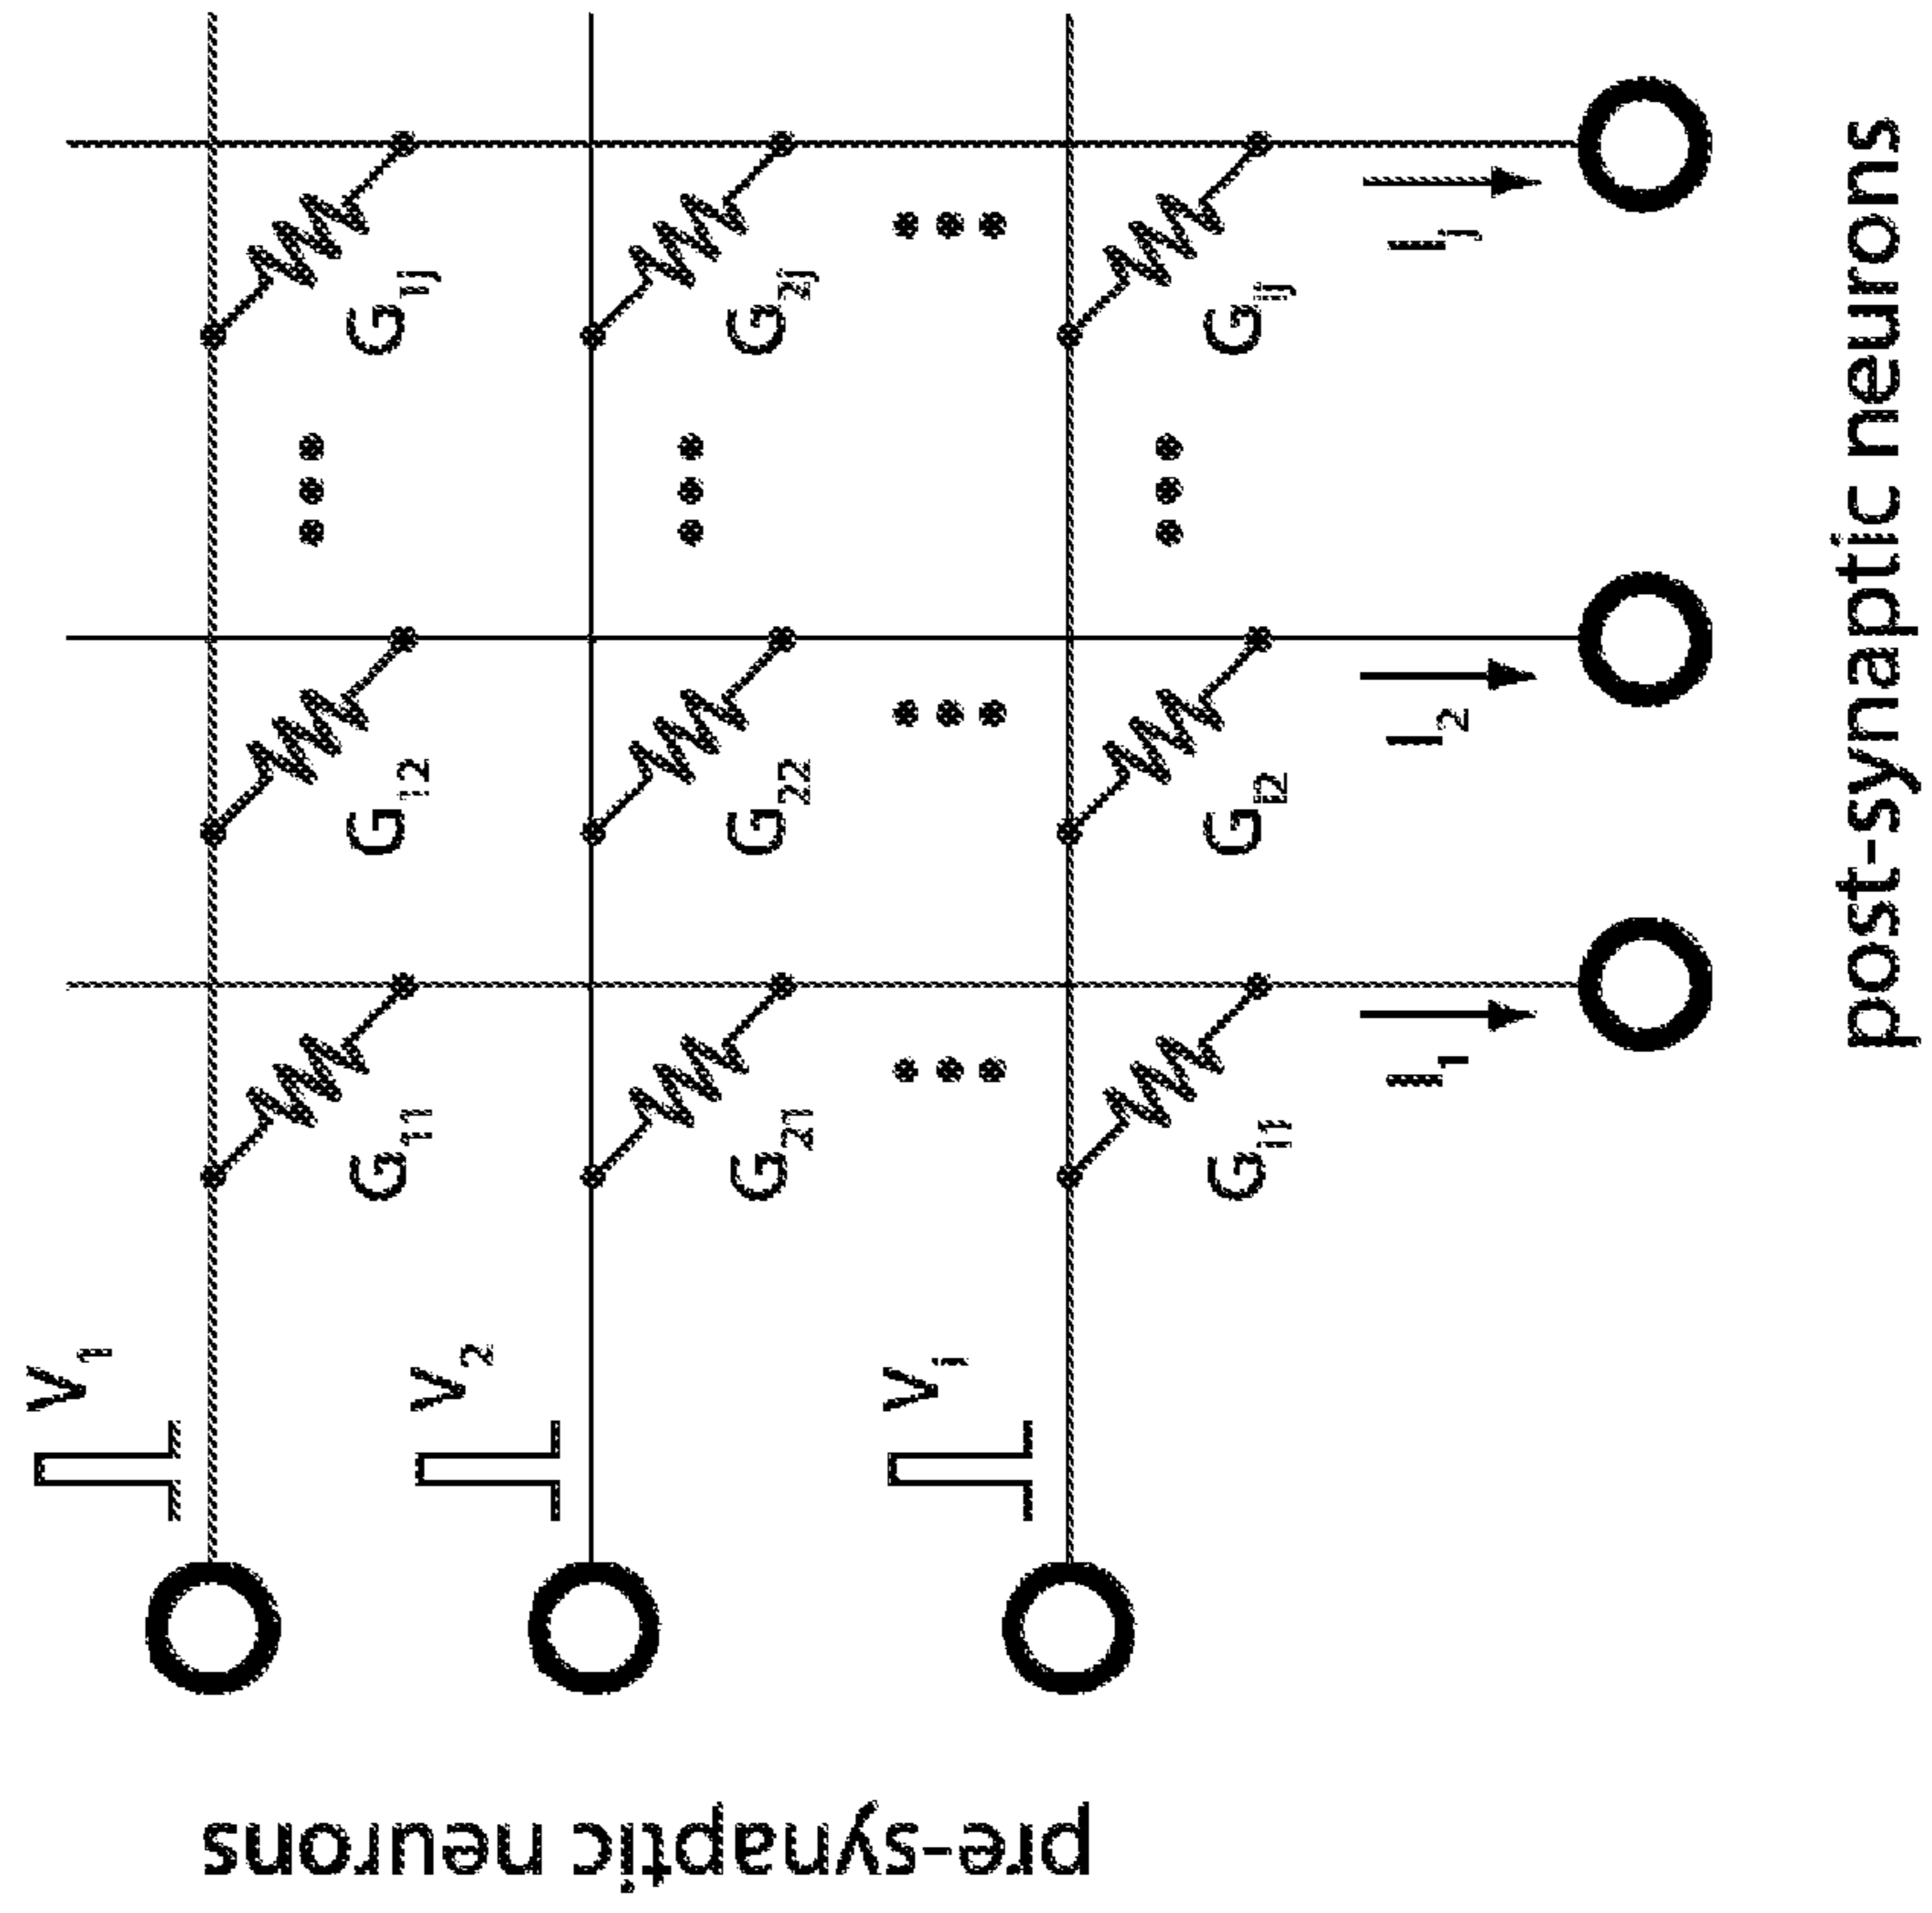 pre-synaptic neurons
V₁
G₁₁ G₁₂ G₁ⱼ
V₂
G₂₁ G₂₂ G₂ⱼ
Vᵢ
Gᵢ₁ Gᵢ₂ Gᵢⱼ
I₁ I₂ Iⱼ
post-synaptic neurons